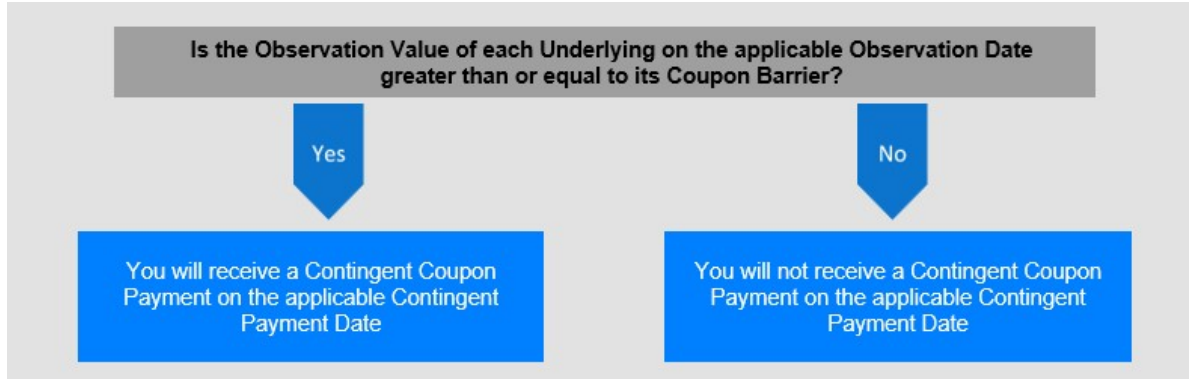 Is the Observation Value of each Underlying on the applicable Observation Date
greater than or equal to its Coupon Barrier?
Yes
No
You will receive a Contingent Coupon
Payment on the applicable Contingent
Payment Date
You will not receive a Contingent Coupon
Payment on the applicable Contingent
Payment Date